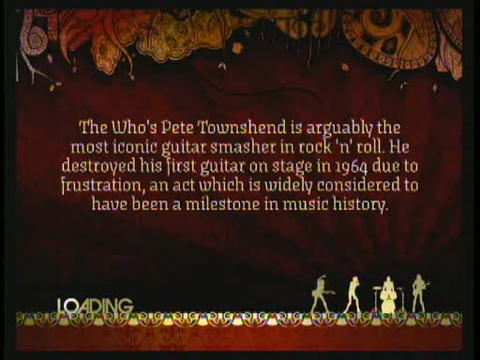 The Who's Pete Townshend is arguably the
most iconic guitar smasher in rock 'n' roll. He
destroyed his first guitar on stage in 1964 due to
frustration, an act which is widely considered to
have been a milestone in music history.
LOADING